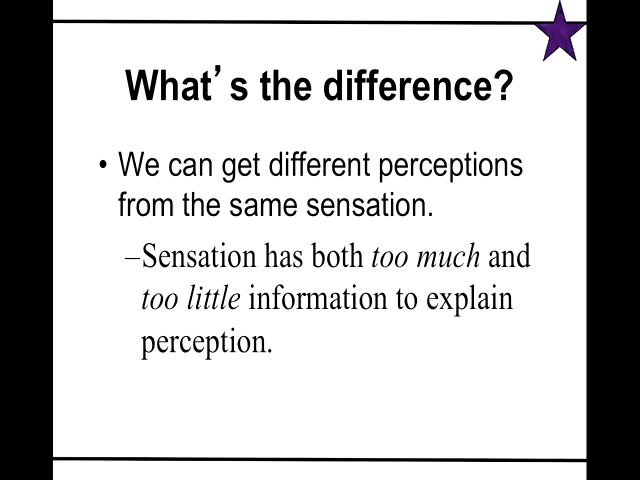 What’s the difference?
• We can get different perceptions
from the same sensation.
–Sensation has both too much and
too little information to explain
perception.